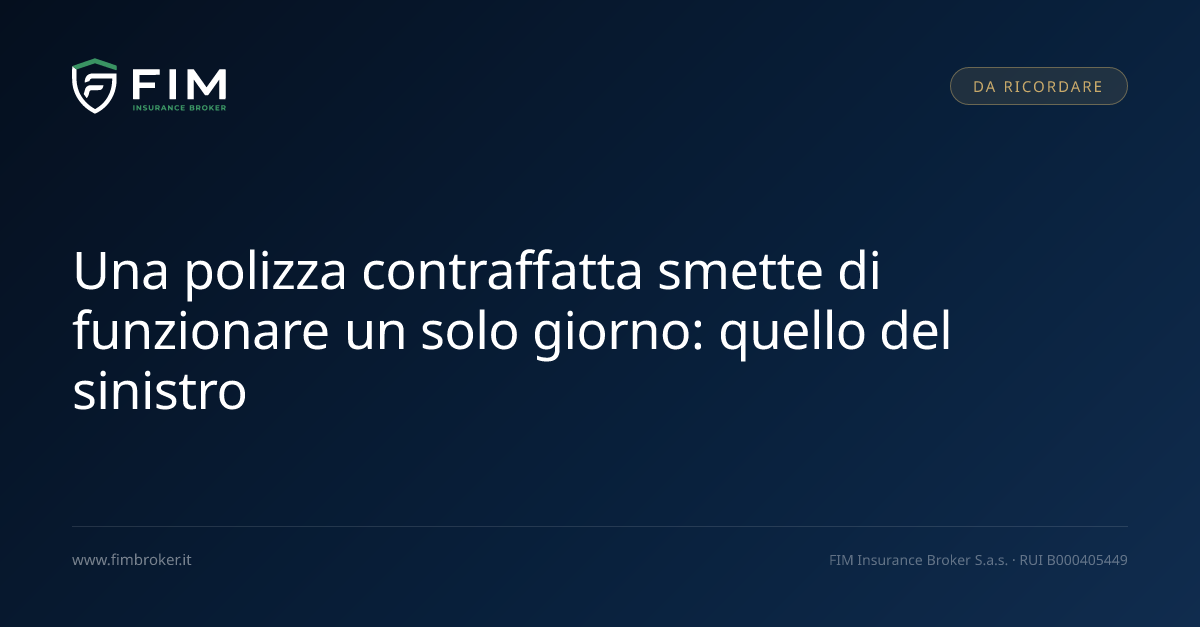 FIM
INSURANCE BROKER
DA RICORDARE
Una polizza contraffatta smette di
funzionare un solo giorno: quello del
sinistro
www.fimbroker.it
FIM Insurance Broker S.a.s. · RUI B000405449